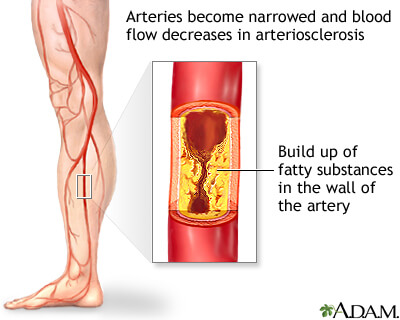 Arteries become narrowed and blood
flow decreases in arteriosclerosis
Build up of
fatty substances
in the wall of
the artery
A.D.A.M.